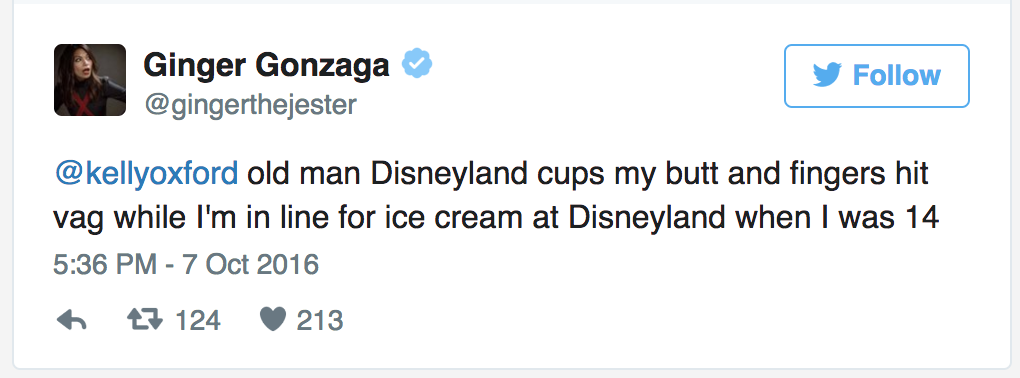 Ginger Gonzaga
@gingerthejester
Follow
@kellyoxford old man Disneyland cups my butt and fingers hit
vag while I'm in line for ice cream at Disneyland when I was 14
5:36 PM - 7 Oct 2016
124 213